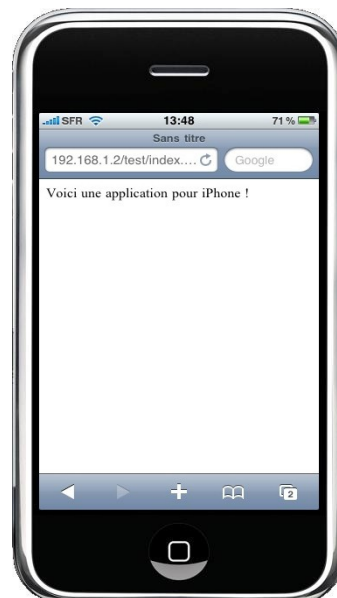 SFR 13:48 71 %
Sans titre
192.168.1.2/test/index.... Google
Voici une application pour iPhone !
2